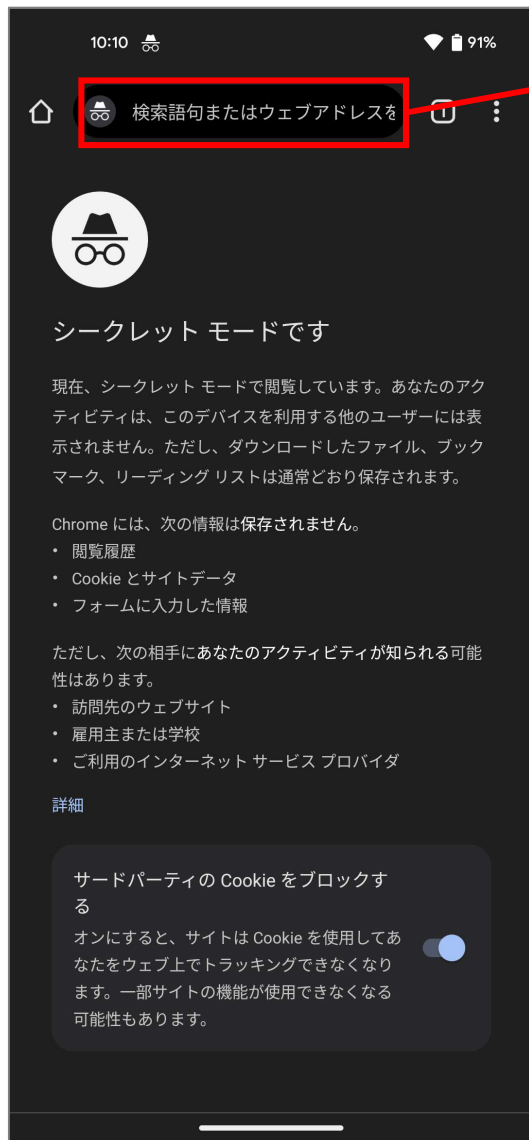 10:10 91%
検索語句またはウェブアドレスを
1
シークレット モードです
現在、シークレット モードで閲覧しています。あなたのアク
ティビティは、このデバイスを利用する他のユーザーには表
示されません。ただし、ダウンロードしたファイル、ブック
マーク、リーディング リストは通常どおり保存されます。
Chrome には、次の情報は保存されません。
• 閲覧履歴
• Cookie とサイトデータ
• フォームに入力した情報
ただし、次の相手にあなたのアクティビティが知られる可能
性はあります。
• 訪問先のウェブサイト
• 雇用主または学校
• ご利用のインターネット サービス プロバイダ
詳細
サードパーティの Cookie をブロックす
る
オンにすると、サイトは Cookie を使用してあ
なたをウェブ上でトラッキングできなくなり
ます。一部サイトの機能が使用できなくなる
可能性もあります。